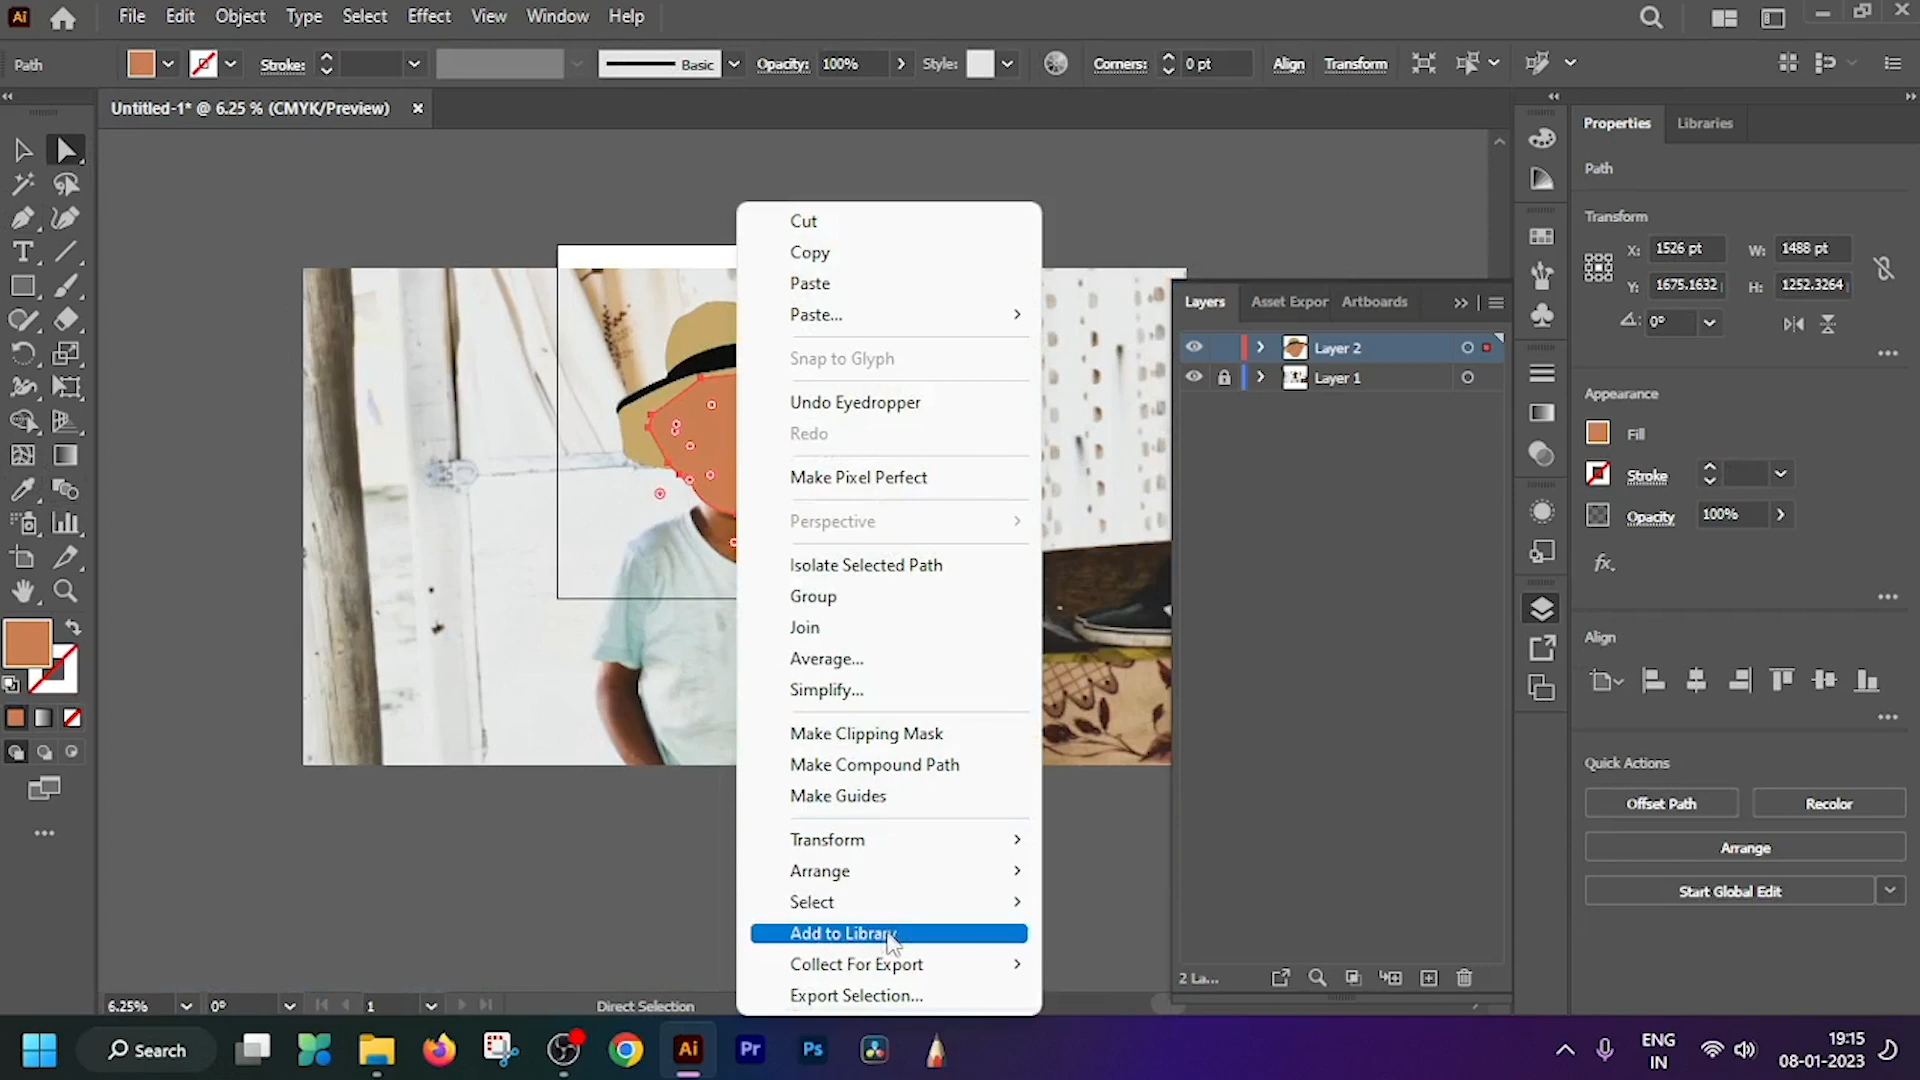 Ai File Edit Object Type Select Effect View Window Help
Path Stroke: Basic Opacity: 100% Style: Corners: 0 pt Align Transform
Untitled-1* @ 6.25 % (CMYK/Preview)
Properties Libraries
Path
Transform
X: 1526 pt W: 1488 pt
Y: 1675.1632 H: 1252.3264
0°
Appearance
Fill
Stroke
Opacity 100%
fx.
Align
Quick Actions
Offset Path Recolor
Arrange
Start Global Edit
Layers Asset Expor Artboards
Layer 2
Layer 1
2 La...
Cut
Copy
Paste
Paste...
Snap to Glyph
Undo Eyedropper
Redo
Make Pixel Perfect
Perspective
Isolate Selected Path
Group
Join
Average...
Simplify...
Make Clipping Mask
Make Compound Path
Make Guides
Transform
Arrange
Select
Add to Library
Collect For Export
Export Selection...
6.25% 0° 1 Direct Selection
Search Ai Pr Ps ENG 19:15
IN 08-01-2023